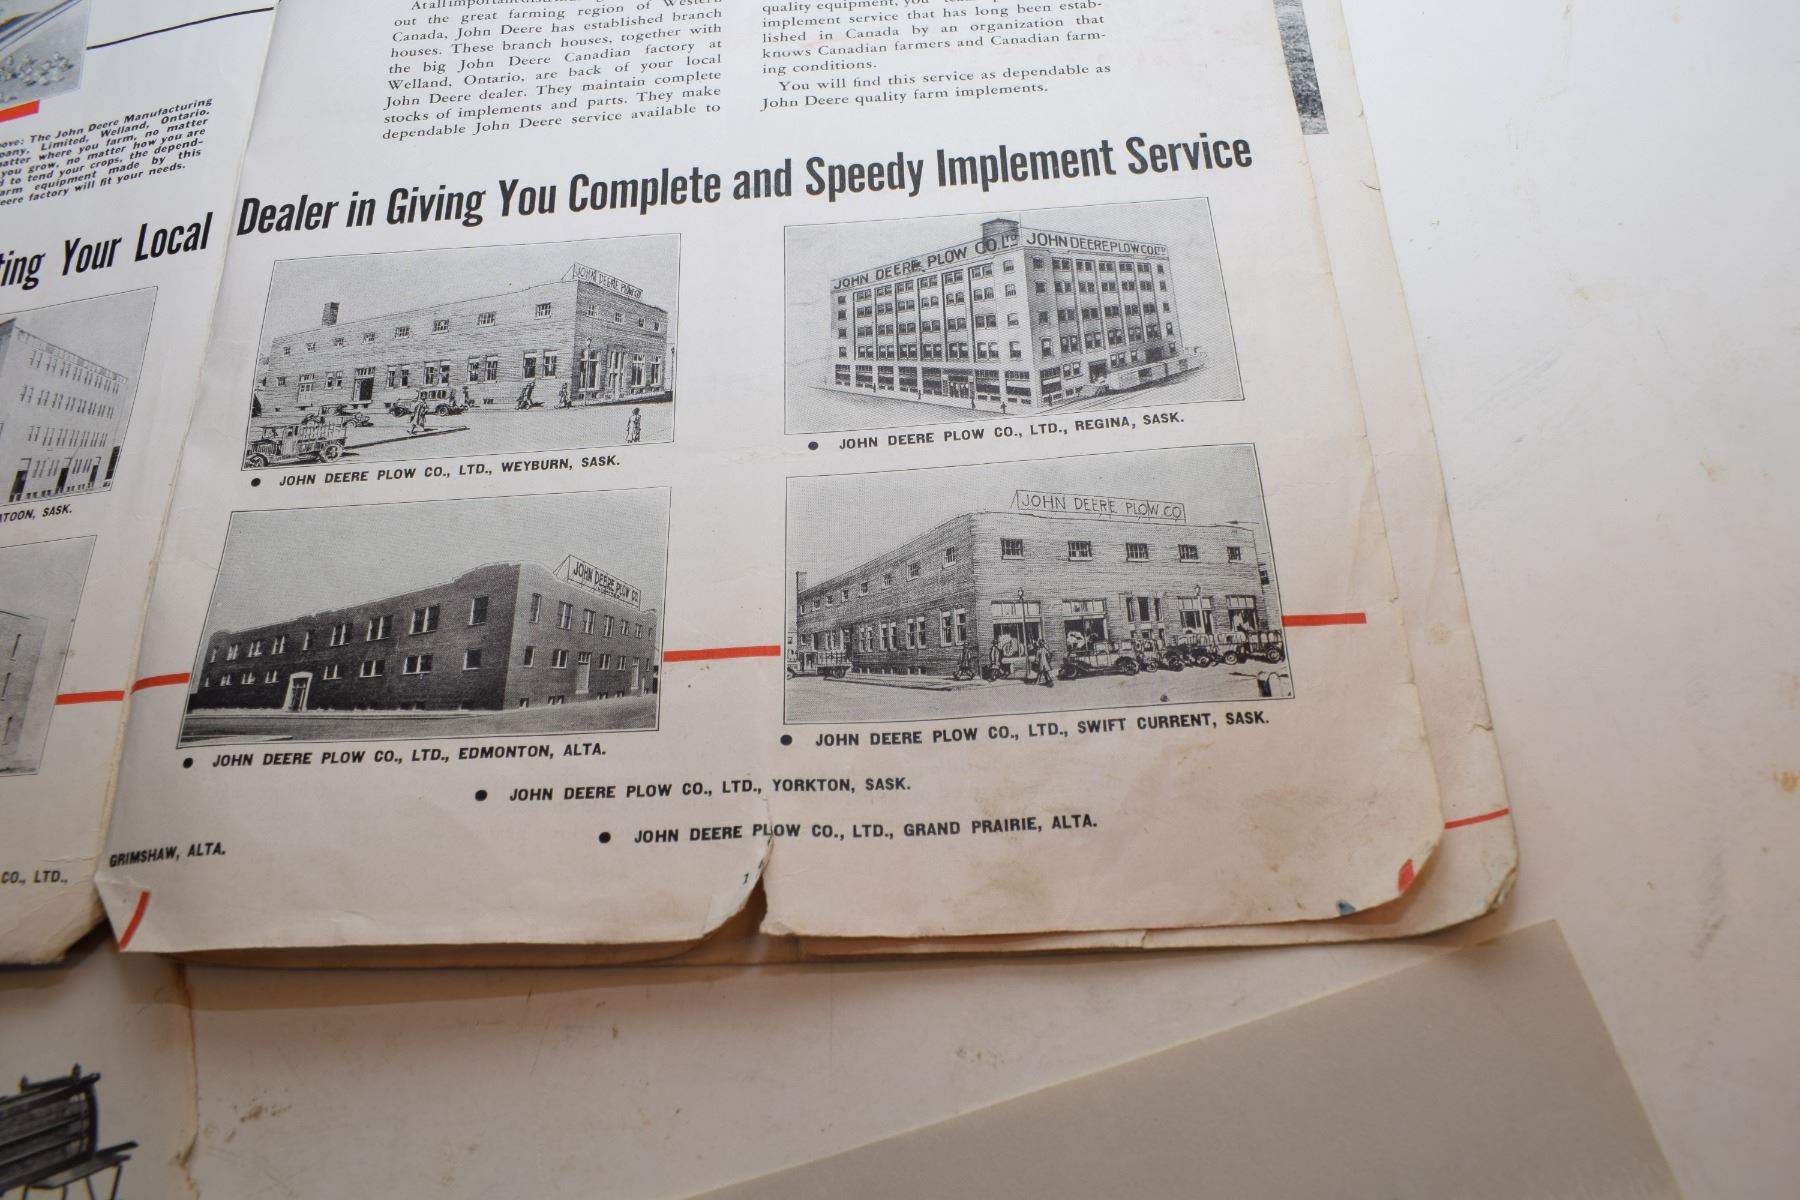 out the great farming region of Western
Canada, John Deere has established branch
houses. These branch houses, together with
the big John Deere Canadian factory at
Welland, Ontario, are back of your local
John Deere dealer. They maintain complete
stocks of implements and parts. They make
dependable John Deere service available to
quality equipment, you
implement service that has long been estab-
lished in Canada by an organization that
knows Canadian farmers and Canadian farm-
ing conditions.
You will find this service as dependable as
John Deere quality farm implements.
ove: The John Deere Manufacturing
pany, Limited, Welland, Ontario.
atter where you farm, no matter
you grow, no matter how you are
d to tend your crops, the depend-
arm equipment made by this
eere factory will fit your needs.
ting Your Local
Dealer in Giving You Complete and Speedy Implement Service
JOHN DEERE PLOW CO.
● JOHN DEERE PLOW CO., LTD., WEYBURN, SASK.
JOHN DEERE PLOW CO. LTD
JOHN DEERE PLOW CO. LTD
● JOHN DEERE PLOW CO., LTD., REGINA, SASK.
ATOON, SASK.
JOHN DEERE PLOW CO.
● JOHN DEERE PLOW CO., LTD., EDMONTON, ALTA.
JOHN DEERE PLOW CO
● JOHN DEERE PLOW CO., LTD., SWIFT CURRENT, SASK.
● JOHN DEERE PLOW CO., LTD., YORKTON, SASK.
● JOHN DEERE PLOW CO., LTD., GRAND PRAIRIE, ALTA.
GRIMSHAW, ALTA.
CO., LTD.,
1